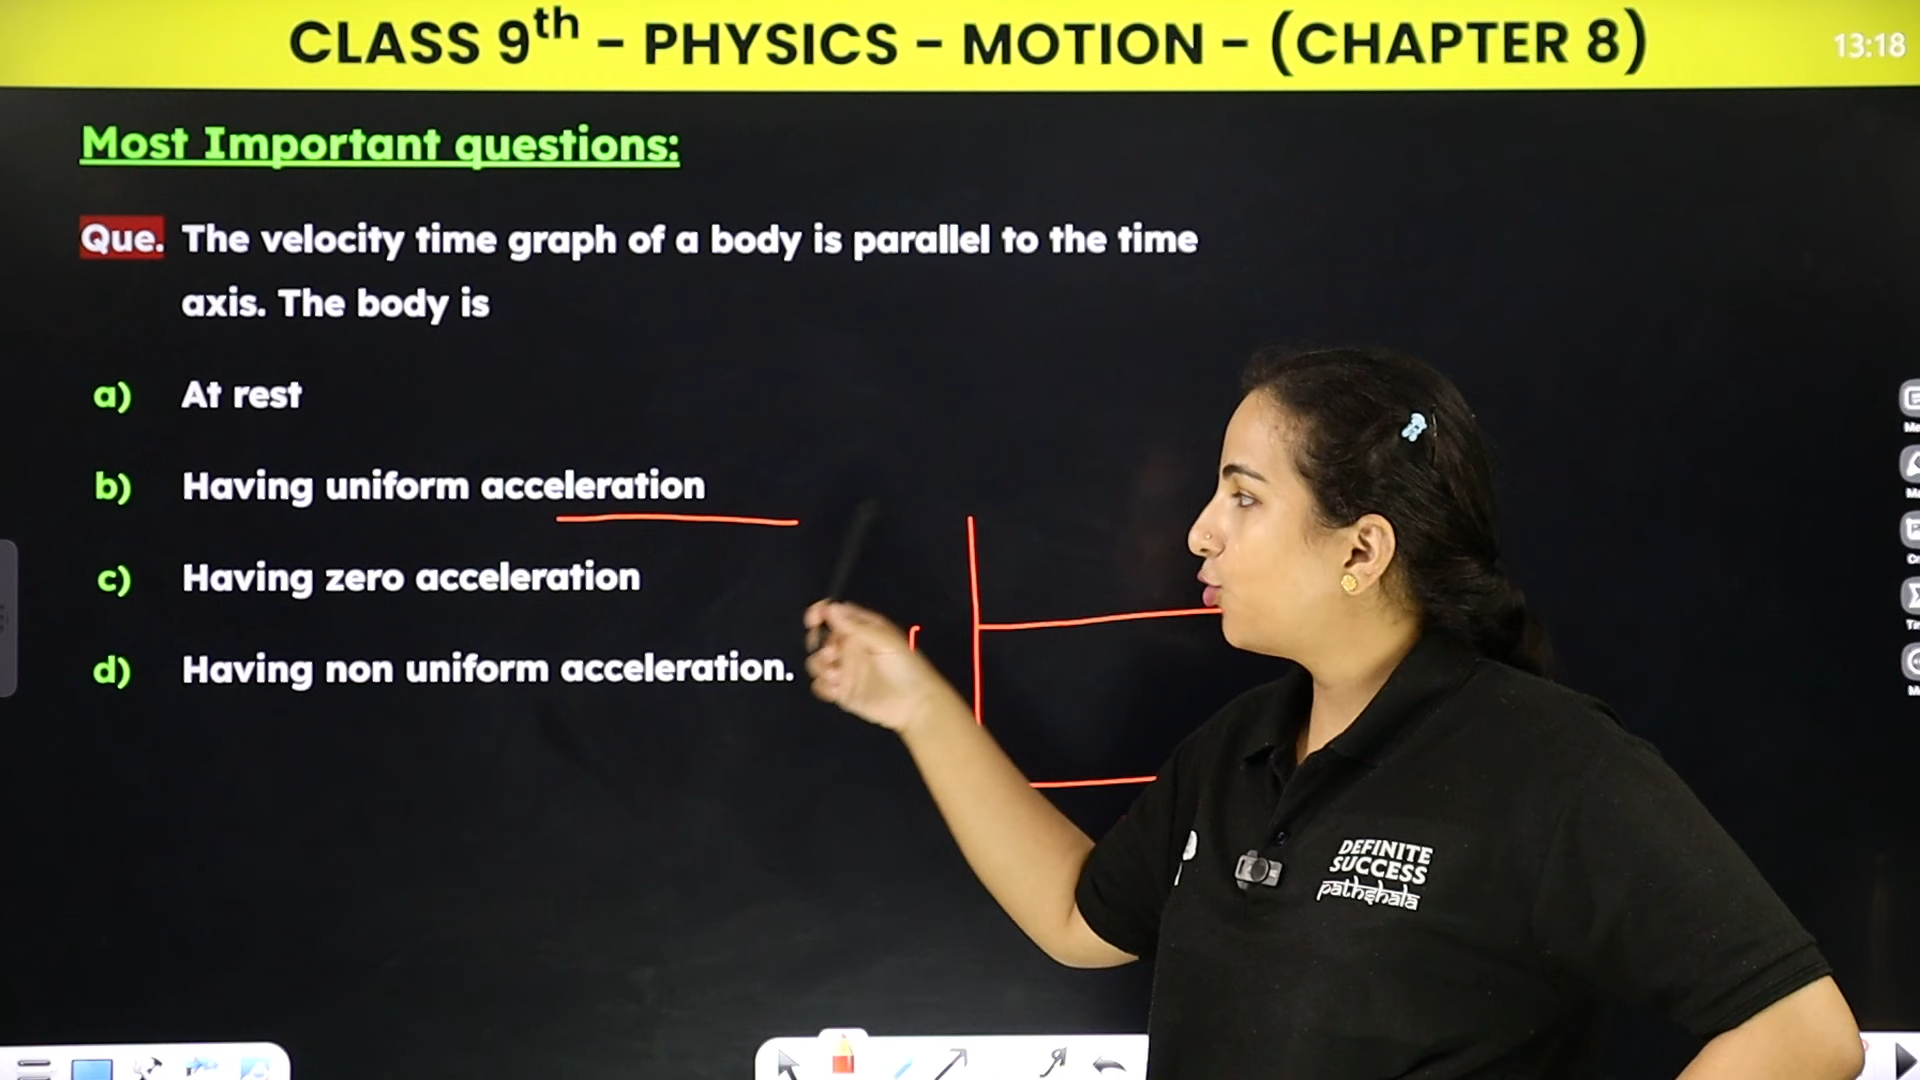 CLASS 9th - PHYSICS - MOTION - (CHAPTER 8)
13:18
Most Important questions:
Que. The velocity time graph of a body is parallel to the time
axis. The body is
a) At rest
b) Having uniform acceleration
c) Having zero acceleration
d) Having non uniform acceleration.
DEFINITE
SUCCESS
pathshala